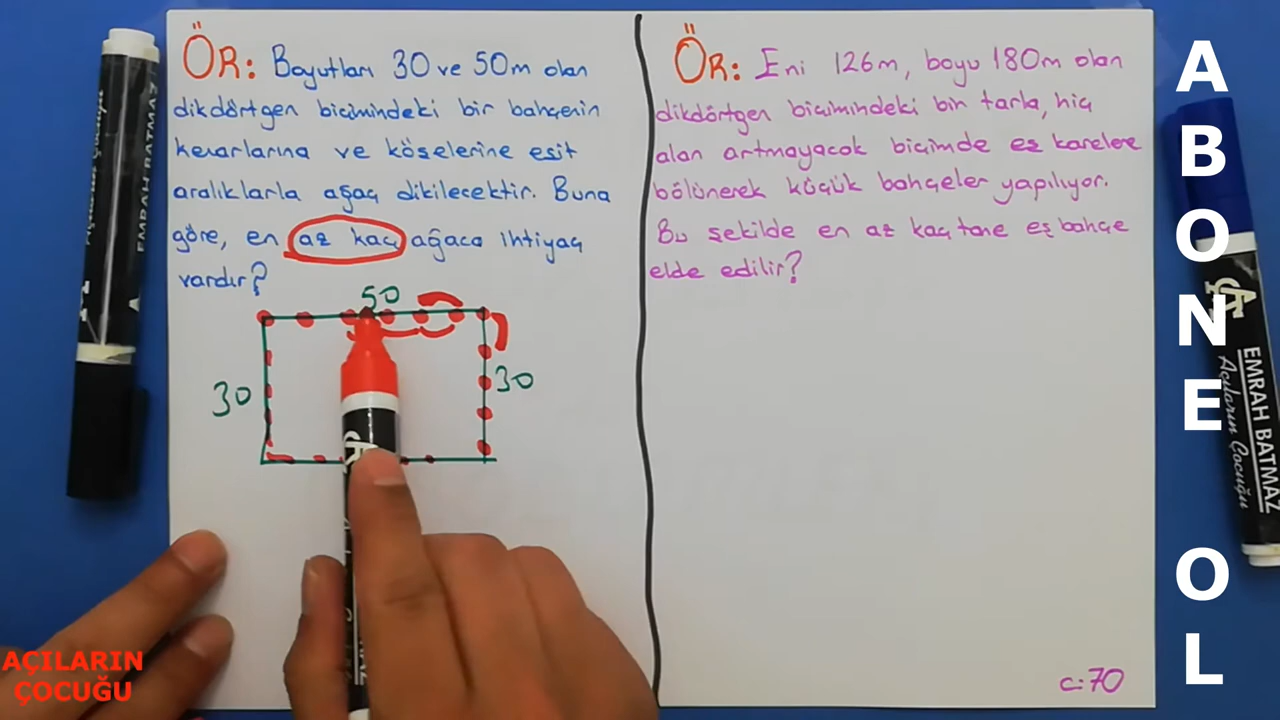 ÖR: Boyutları 30 ve 50m olan
dikdörtgen biçimindeki bir bahçenin
kenarlarına ve köşelerine eşit
aralıklarla ağaç dikilecektir. Buna
göre, en az kaç ağaca ihtiyaç
vardır?
50
30
30
ÖR: Eni 126m, boyu 180m olan
dikdörtgen biçimindeki bir tarla, hiç
alan artmayacak biçimde eş karelere
bölünerek küçük bahçeler yapılıyor.
Bu şekilde en az kaç tane eş bahçe
elde edilir?
c:70
ABONE OL
EMRAH BATMAZ
Açıların Çocuğu
EMRAH BATMAZ
AÇILARIN
ÇOCUĞU